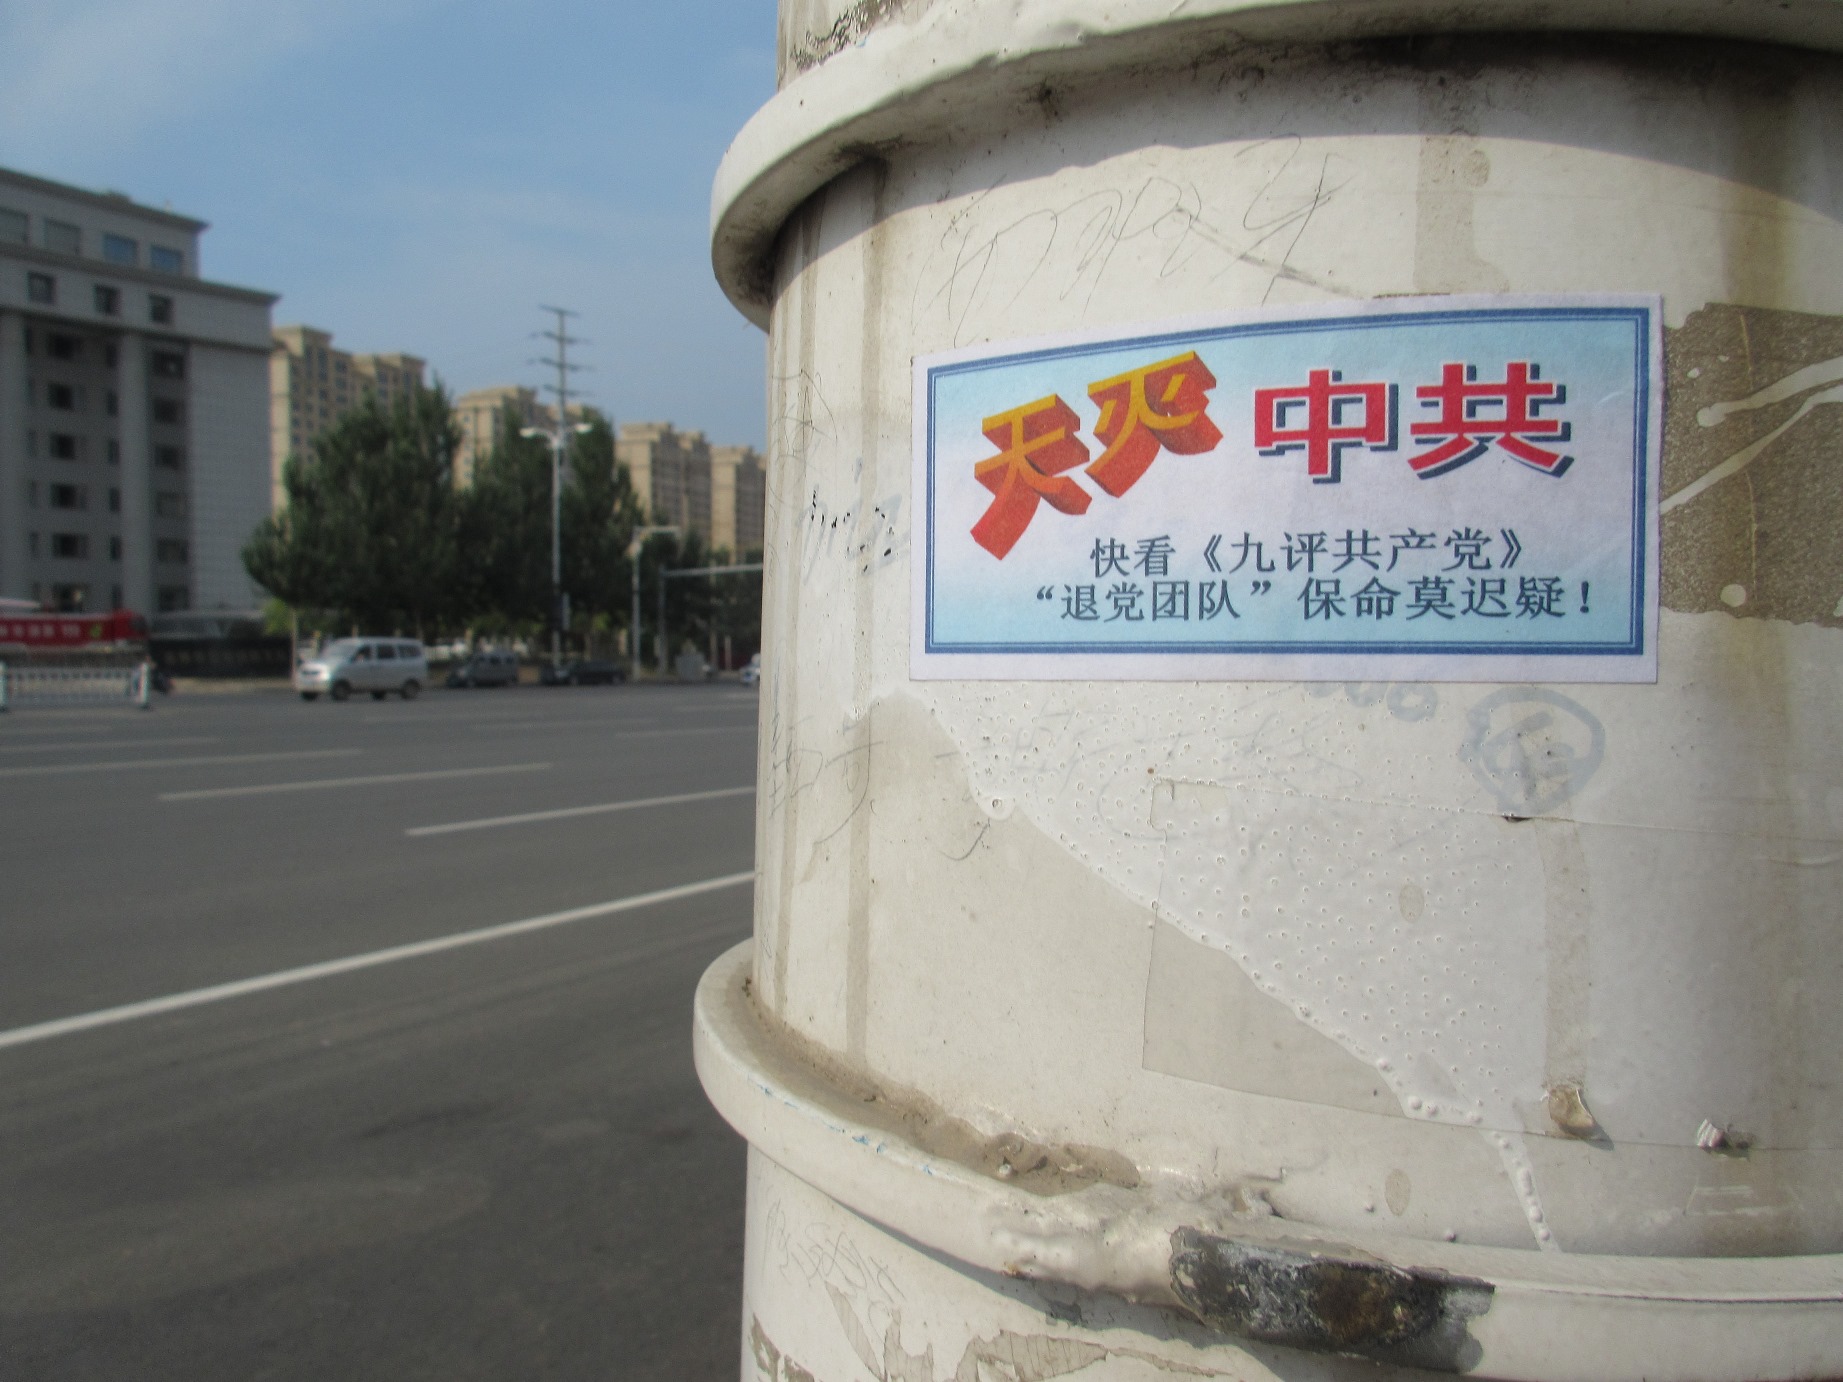 天灭 中共
快看《九评共产党》
“退党团队”保命莫迟疑！